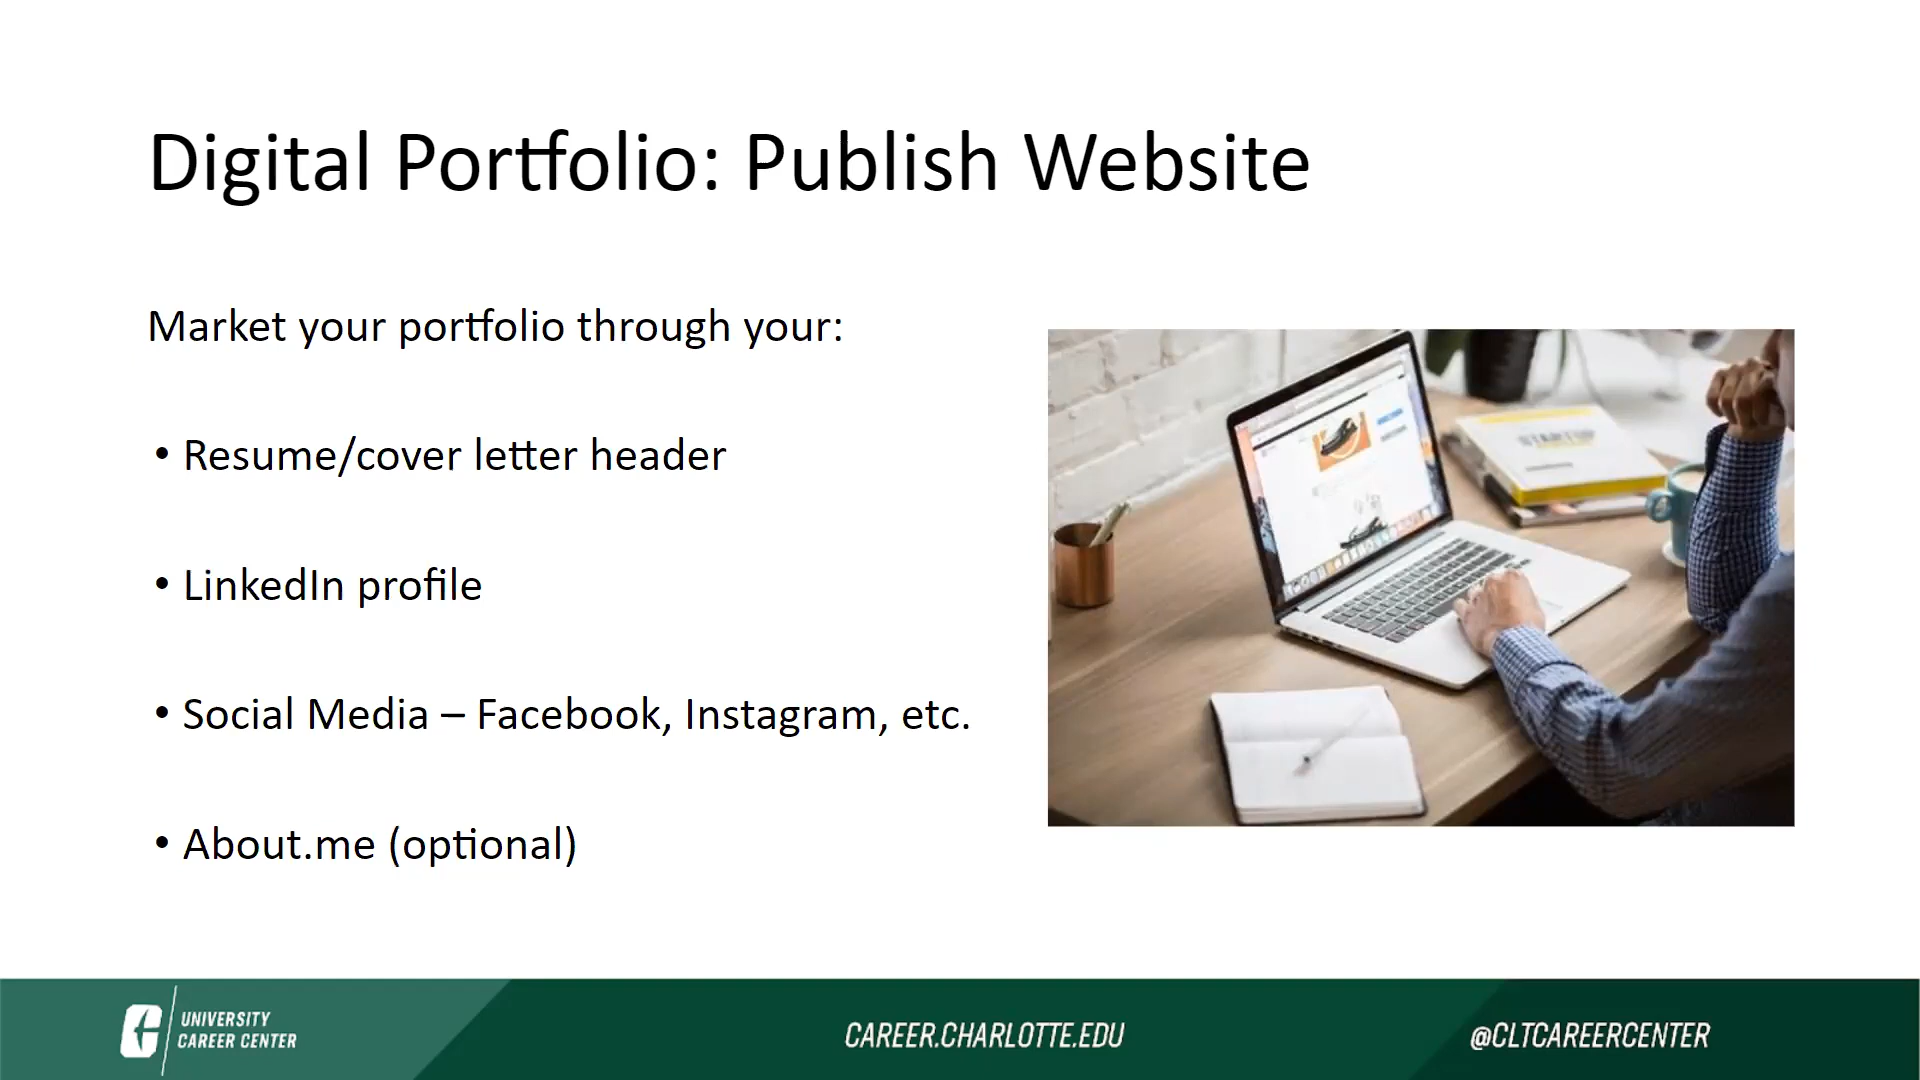 Digital Portfolio: Publish Website
Market your portfolio through your:
• Resume/cover letter header
• LinkedIn profile
• Social Media – Facebook, Instagram, etc.
• About.me (optional)
STARTUP
UNIVERSITY
CAREER CENTER
CAREER.CHARLOTTE.EDU
@CLTCAREERCENTER